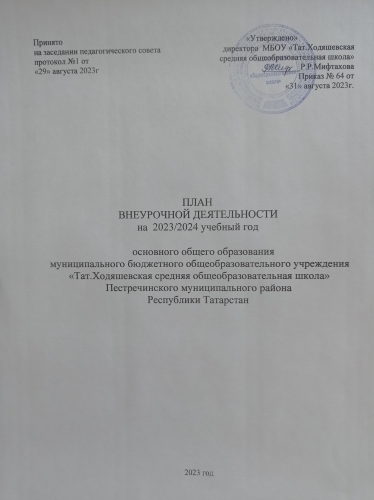 Принято
на заседании педагогического совета
протокол №1 от
«29» августа 2023г
«Утверждено»
директора МБОУ «Тат.Ходяшевская
средняя общеобразовательная школа»
Р.Р.Мифтахова
Приказ № 64 от
«31» августа 2023г.
ПЛАН
ВНЕУРОЧНОЙ ДЕЯТЕЛЬНОСТИ
на 2023/2024 учебный год
основного общего образования
муниципального бюджетного общеобразовательного учреждения
«Тат.Ходяшевская средняя общеобразовательная школа»
Пестречинского муниципального района
Республики Татарстан
2023 год